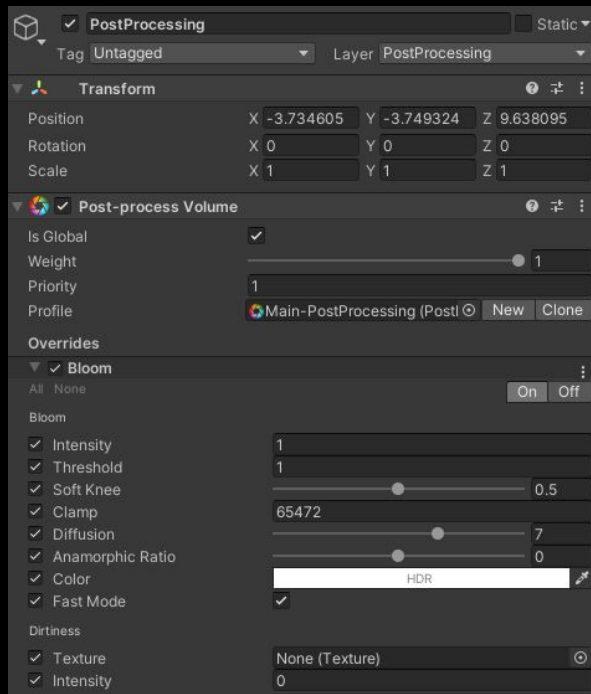 PostProcessing Static
Tag Untagged Layer PostProcessing
Transform
Position X -3.734605 Y -3.749324 Z 9.638095
Rotation X 0 Y 0 Z 0
Scale X 1 Y 1 Z 1
Post-process Volume
Is Global
Weight 1
Priority 1
Profile Main-PostProcessing (Postl New Clone
Overrides
Bloom
All None On Off
Bloom
Intensity 1
Threshold 1
Soft Knee 0.5
Clamp 65472
Diffusion 7
Anamorphic Ratio 0
Color HDR
Fast Mode
Dirtiness
Texture None (Texture)
Intensity 0